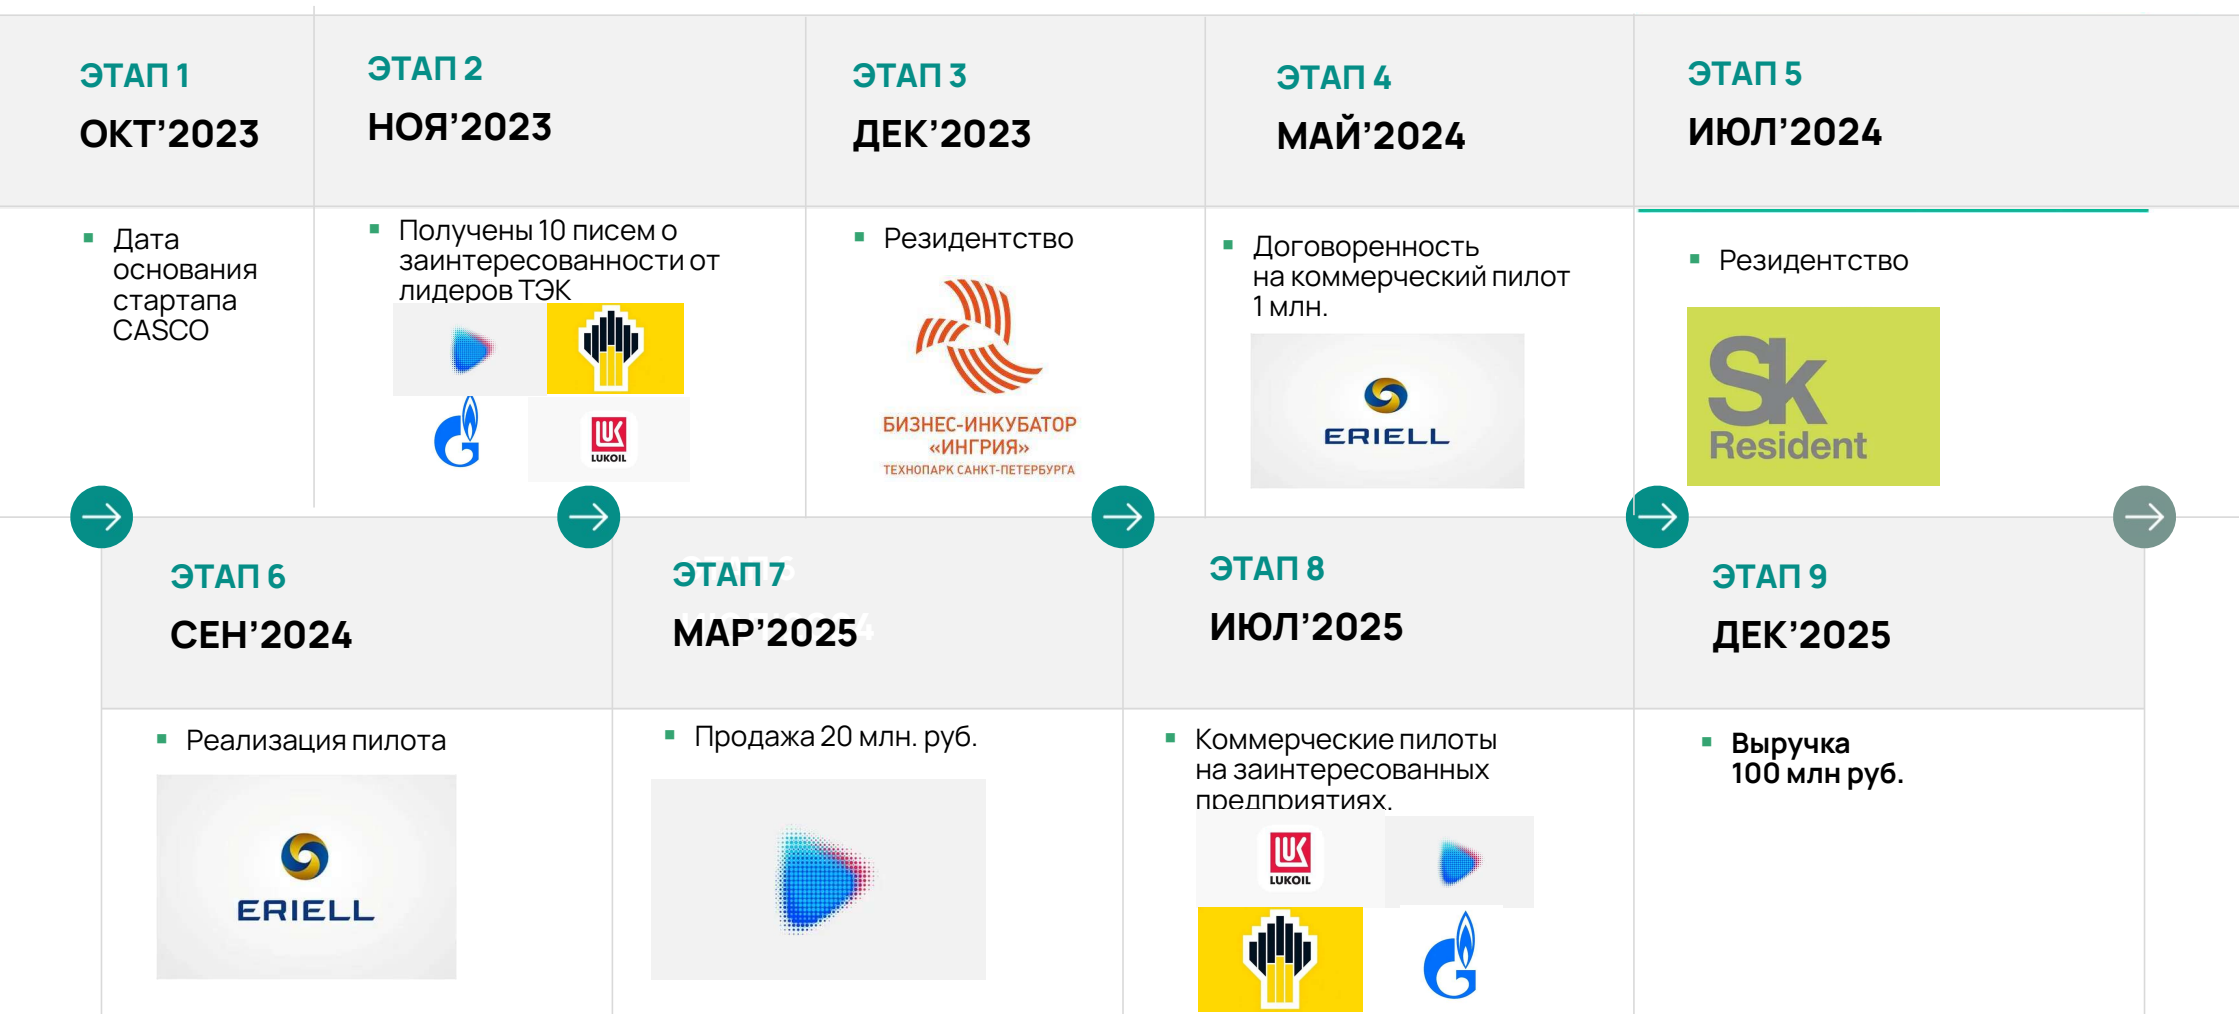 ЭТАП 1
ОКТ’2023
Дата
основания
стартапа
CASCO
ЭТАП 2
НОЯ’2023
Получены 10 писем о
заинтересованности от
лидеров ТЭК
LUK
LUKOIL
ЭТАП 3
ДЕК’2023
Резидентство
БИЗНЕС-ИНКУБАТОР
«ИНГРИЯ»
ТЕХНОПАРК САНКТ-ПЕТЕРБУРГА
ЭТАП 4
МАЙ’2024
Договоренность
на коммерческий пилот
1 млн.
ERIELL
ЭТАП 5
ИЮЛ’2024
Резидентство
Sk
Resident
ЭТАП 6
СЕН’2024
Реализация пилота
ERIELL
ЭТАП 7
МАР’2025
Продажа 20 млн. руб.
ЭТАП 8
ИЮЛ’2025
Коммерческие пилоты
на заинтересованных
предприятиях.
LUK
LUKOIL
ЭТАП 9
ДЕК’2025
Выручка
100 млн руб.